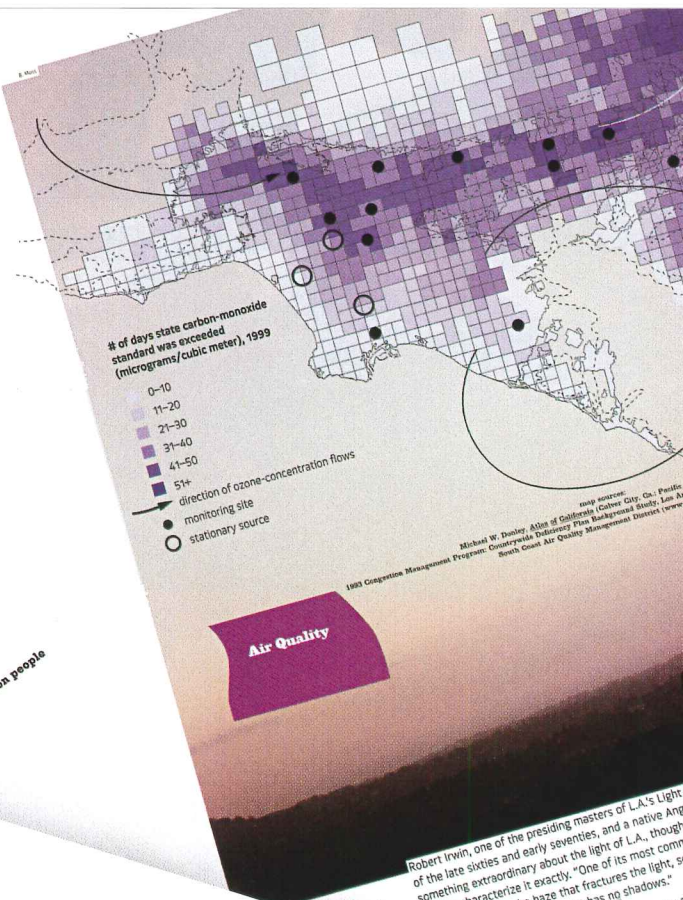 # of days state carbon-monoxide
standard was exceeded
(micrograms/cubic meter), 1999
0–10
11–20
21–30
31–40
41–50
51+
direction of ozone-concentration flows
monitoring site
stationary source
map sources:
Michael W. Donley, Atlas of California (Culver City, Ca.: Pacific
1993 Congestion Management Program: Countywide Deficiency Plan Background Study, Los
South Coast Air Quality Management District (www
Air Quality
on people
Robert Irwin, one of the presiding masters of L.A.'s Light
of the late sixties and early seventies, and a native
something extraordinary about the light of L.A., though
characterize it exactly. "One of its most
haze that fractures the light,
has no shadows."